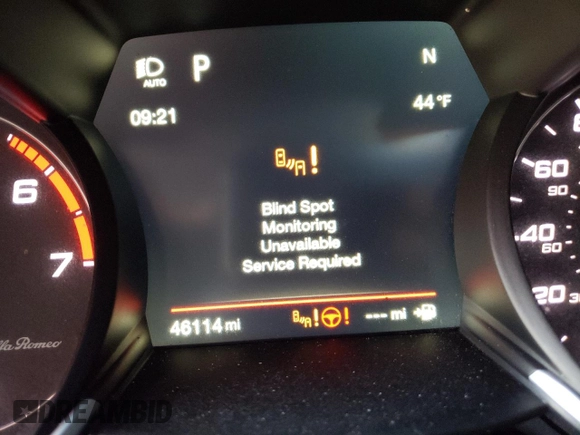 AUTO
P
N
09:21
44 °F
Blind Spot
Monitoring
Unavailable
Service Required
46114 mi
--- mi
6
7
60
90
40
60
20
Romeo
DREAMBID